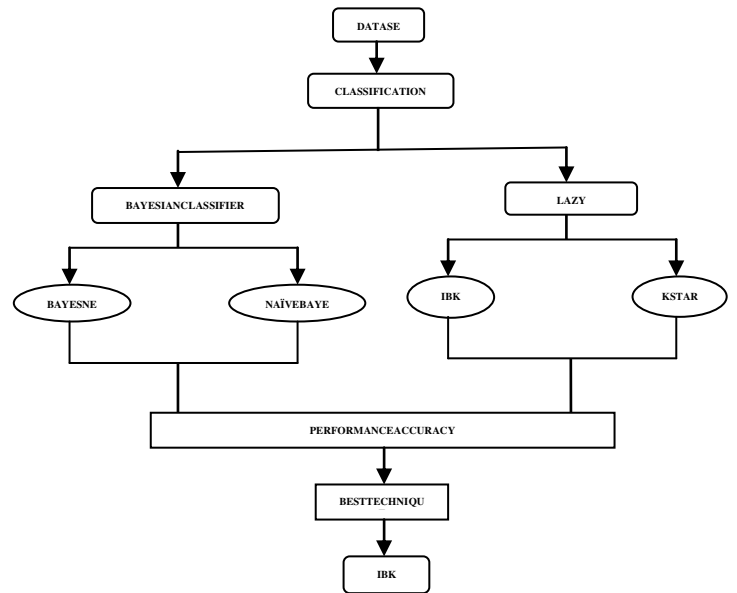 DATASE
CLASSIFICATION
BAYESIANCLASSIFIER
LAZY
BAYESNE
NAÏVEBAYE
IBK
KSTAR
PERFORMANCEACCURACY
BESTTECHNIQU
IBK